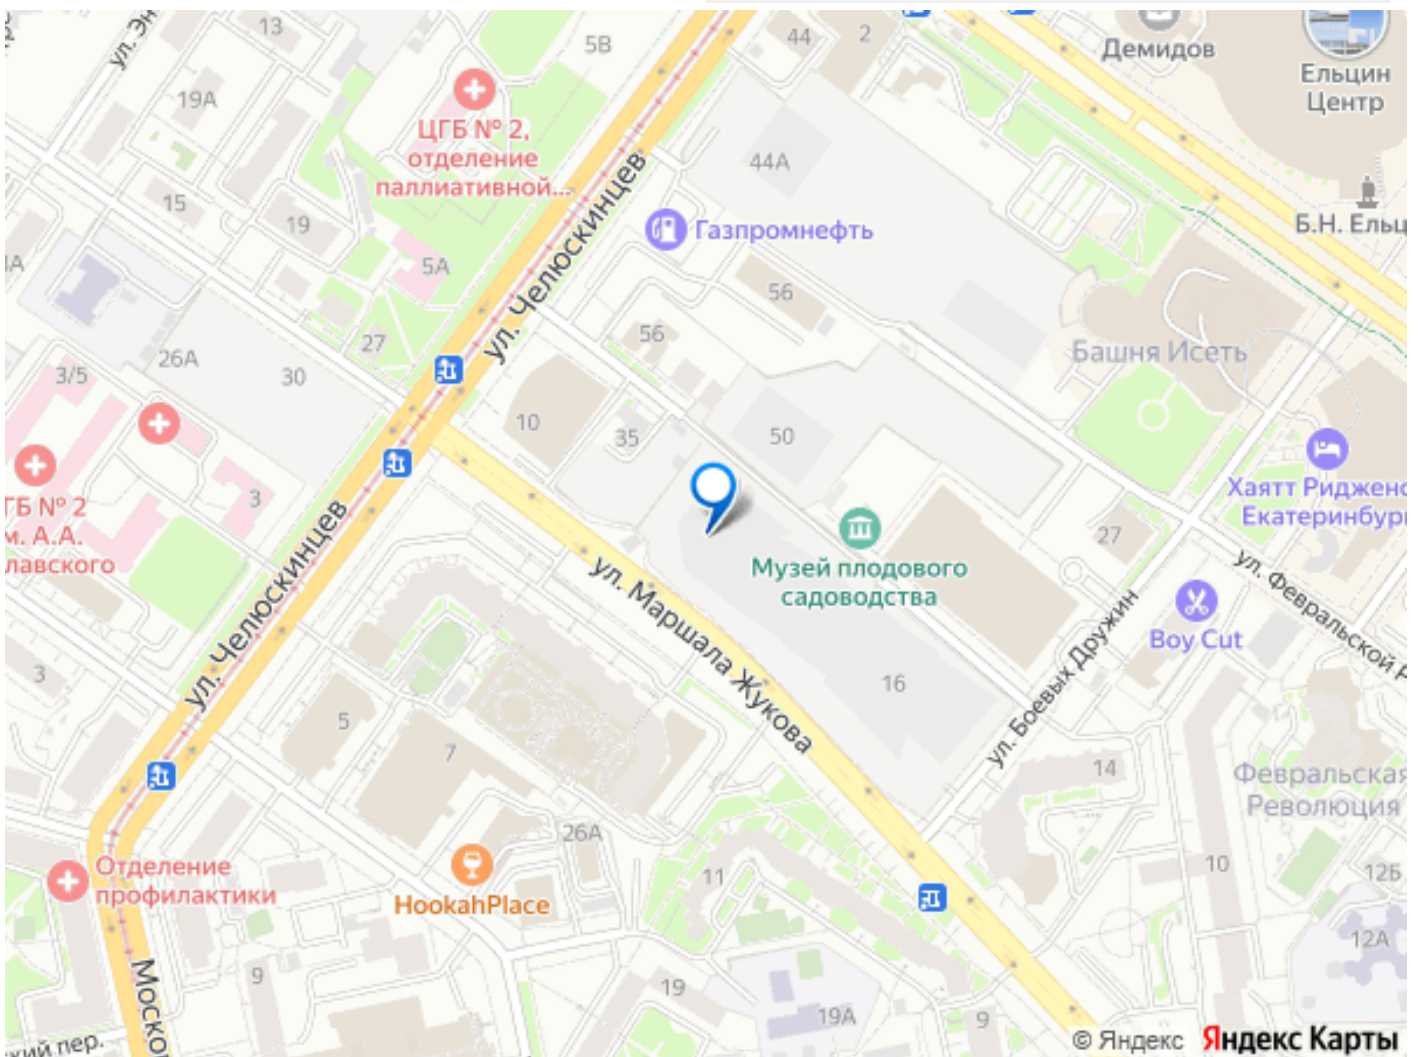 ул. Эн
13
5В
44
2
Демидов
Ельцин
Центр
19А
ЦГБ № 2,
отделение
паллиативной...
44А
15
19
5А
ул. Челюскинцев
Газпромнефть
Б.Н. Ельц
56
56
27
26А
30
3/5
Башня Исеть
10
35
50
3
ГБ № 2
м. А.А.
лавского
Хаятт Ридженс
Екатеринбург
27
Музей плодового
садоводства
ул. Февральской Р
Boy Cut
ул. Челюскинцев
ул. Маршала Жукова
ул. Боевых Дружин
16
3
5
7
14
Февральская
Революция
26А
Отделение
профилактики
HookahPlace
11
10
12Б
12А
9
19
19А
9
Моско
кий пер.
© Яндекс Яндекс Карты